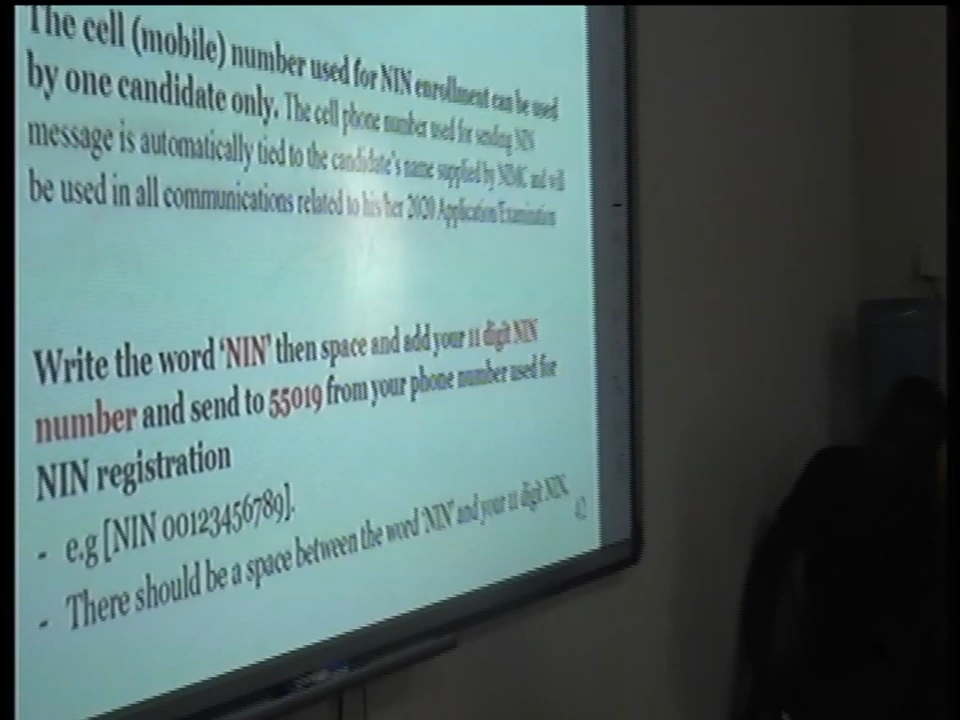 The cell (mobile) number used for NIN enrollment can be used
by one candidate only. The cell phone number used for sending NIN
message is automatically tied to the candidate's name supplied by NIMC and will
be used in all communications related to his/her 2020 Application/Examination
Write the word ‘NIN’ then space and add your 11 digit NIN
number and send to 55019 from your phone number used for
NIN registration
- e.g [NIN 00123456789].
- There should be a space between the word 'NIN' and your 11 digit NIN.
42